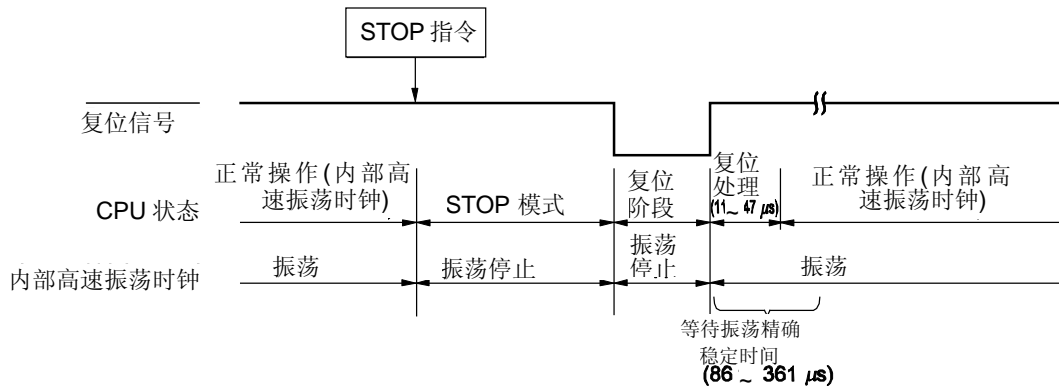 STOP 指令
复位信号
正常操作(内部高
速振荡时钟)
复位
阶段
复位
处理
(11~ 47 μs)
正常操作(内部高
速振荡时钟)
CPU 状态
STOP 模式
内部高速振荡时钟
振荡
振荡停止
振荡
停止
振荡
等待振荡精确
稳定时间
(86 ~ 361 μs)